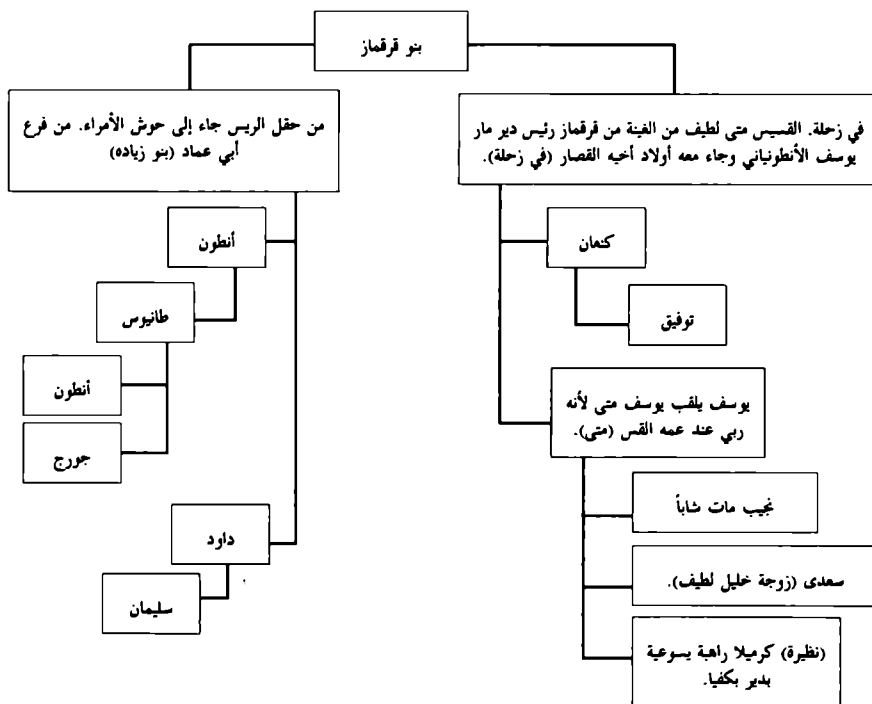 بنو قرقماز
في زحلة. القسيس متى لطيف من الغينة من قرقماز رئيس دير مار
يوسف الأنطونياني وجاء معه أولاد أخيه القصار (في زحلة).
كنعان
توفيق
يوسف يلقب يوسف متى لأنه
ربي عند عمه القس (متى).
نجيب مات شاباً
سعدى (زوجة خليل لطيف).
(نظيرة) كرميلا راهبة يسوعية
بدير بكفيا.
من حقل الريس جاء إلى حوش الأمراء. من فرع
أبي عماد (بنو زياده)
أنطون
طانيوس
أنطون
جورج
داود
سليمان